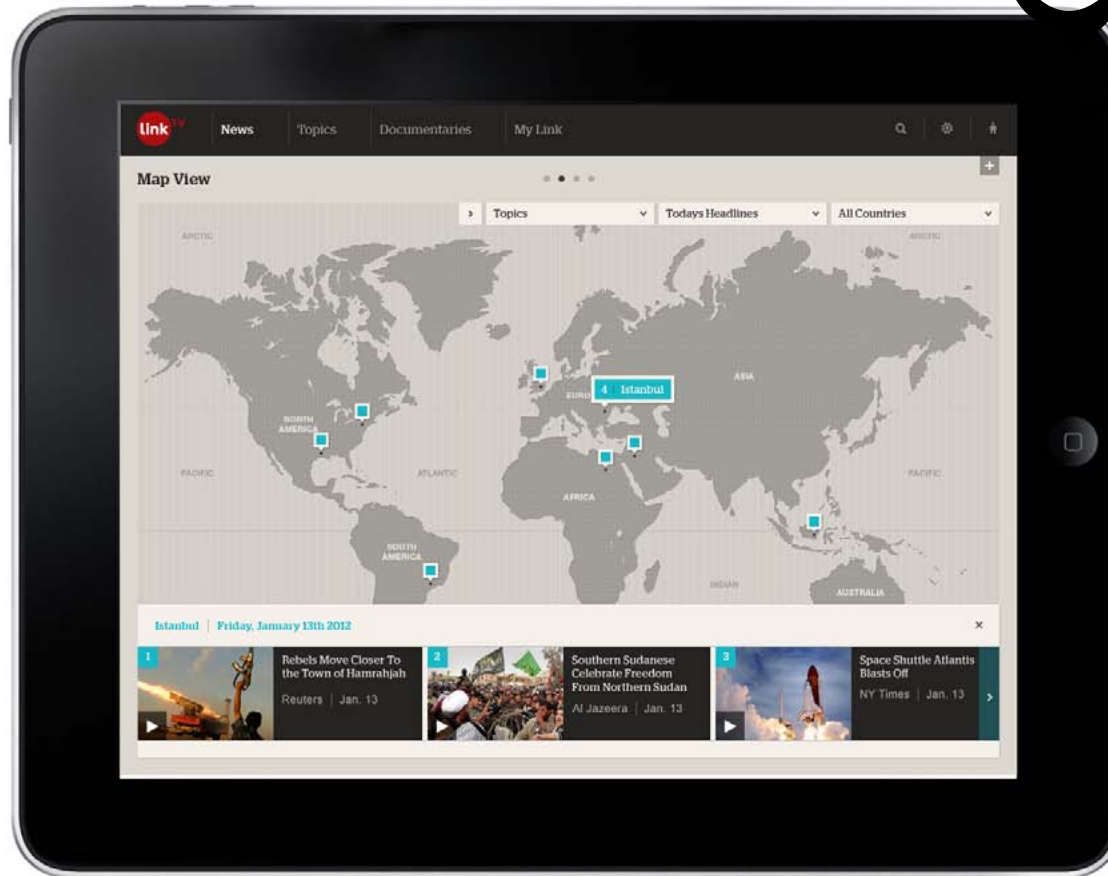 link TV
News
Topics
Documentaries
My Link
Map View
Topics
Todays Headlines
All Countries
ARCTIC
ARCTIC
ASIA
4 | Istanbul
EURO
NORTH
AMERICA
PACIFIC
ATLANTIC
PACIFIC
AFRICA
SOUTH
AMERICA
INDIAN
AUSTRALIA
Istanbul | Friday, January 13th 2012
1
Rebels Move Closer To
the Town of Hamrahjah
Reuters | Jan. 13
2
Southern Sudanese
Celebrate Freedom
From Northern Sudan
Al Jazeera | Jan. 13
3
Space Shuttle Atlantis
Blasts Off
NY Times | Jan. 13